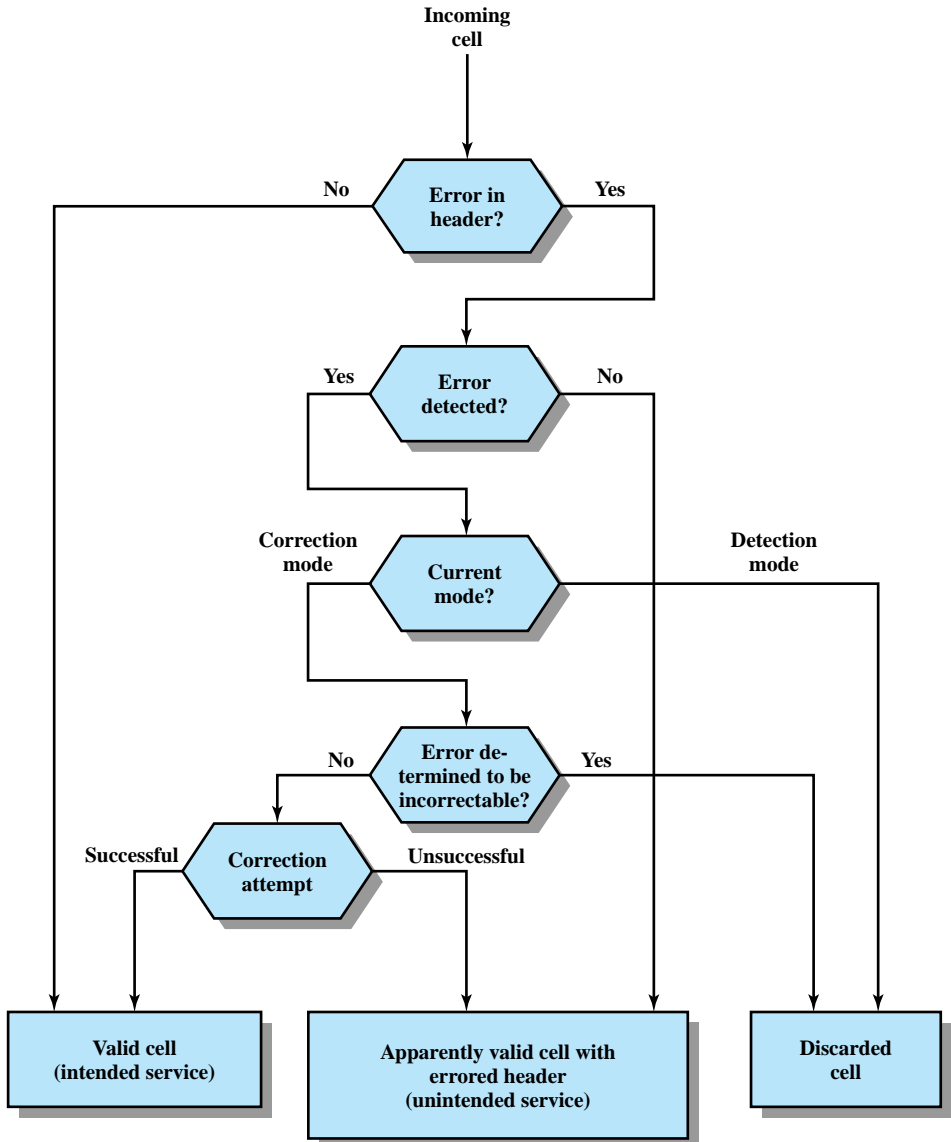 Incoming
cell
No
Error in
header?
Yes
Yes
Error
detected?
No
Correction
mode
Current
mode?
Detection
mode
No
Error de-
termined to be
incorrectable?
Yes
Successful
Correction
attempt
Unsuccessful
Valid cell
(intended service)
Apparently valid cell with
errored header
(unintended service)
Discarded
cell